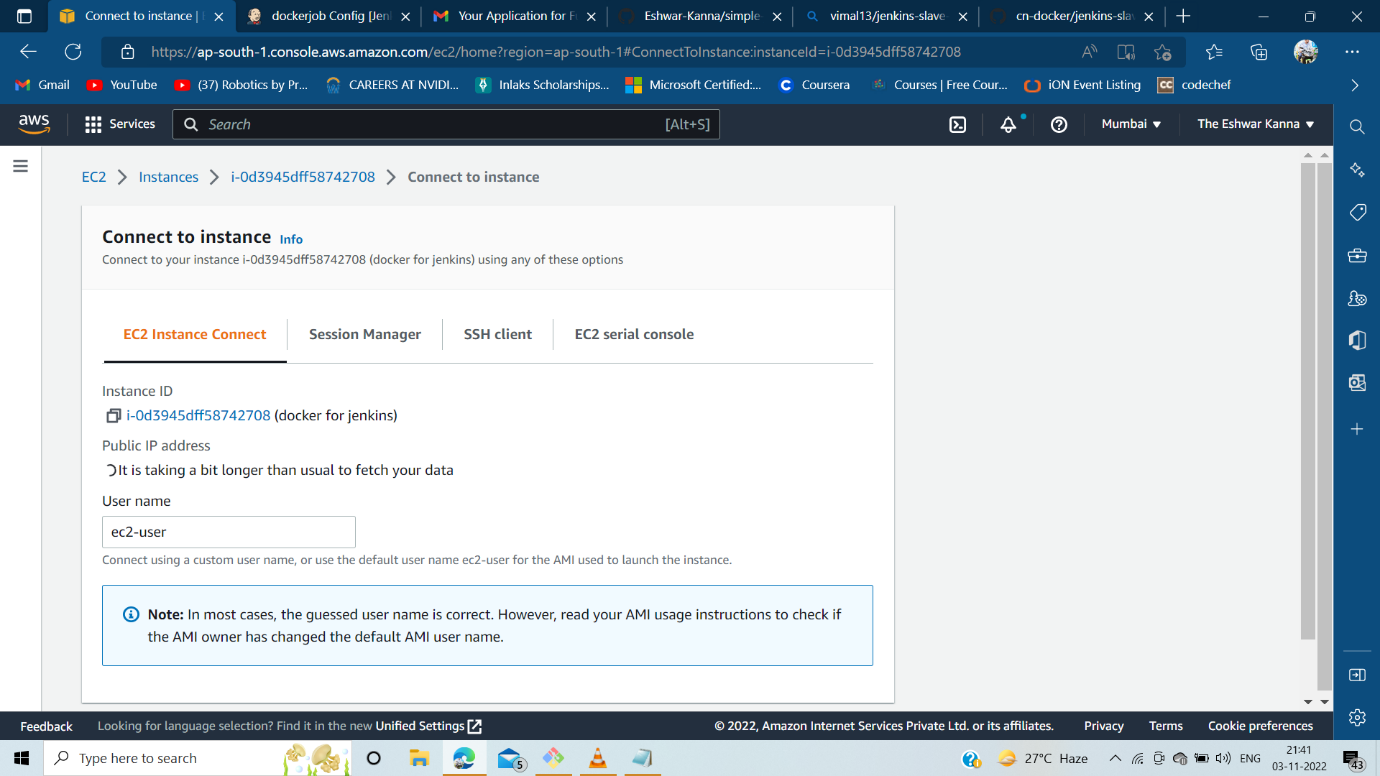 Connect to instance |
dockerjob Config [Jen
Your Application for F
Eshwar-Kanna/simple
vimal13/jenkins-slave
cn-docker/jenkins-sla
https://ap-south-1.console.aws.amazon.com/ec2/home?region=ap-south-1#ConnectToInstance:instanceId=i-0d3945dff58742708
Gmail
YouTube
(37) Robotics by Pr...
CAREERS AT NVIDI...
Inlaks Scholarships...
Microsoft Certified:...
Coursera
Courses | Free Cour...
iON Event Listing
CC codechef
aws
Services
Search [Alt+S]
Mumbai
The Eshwar Kanna
EC2 Instances i-0d3945dff58742708 Connect to instance
Connect to instance Info
Connect to your instance i-0d3945dff58742708 (docker for jenkins) using any of these options
EC2 Instance Connect
Session Manager
SSH client
EC2 serial console
Instance ID
i-0d3945dff58742708 (docker for jenkins)
Public IP address
It is taking a bit longer than usual to fetch your data
User name
ec2-user
Connect using a custom user name, or use the default user name ec2-user for the AMI used to launch the instance.
Note: In most cases, the guessed user name is correct. However, read your AMI usage instructions to check if
the AMI owner has changed the default AMI user name.
Feedback
Looking for language selection? Find it in the new Unified Settings
© 2022, Amazon Internet Services Private Ltd. or its affiliates.
Privacy
Terms
Cookie preferences
Type here to search
5
27°C Haze
ENG
21:41
03-11-2022
43